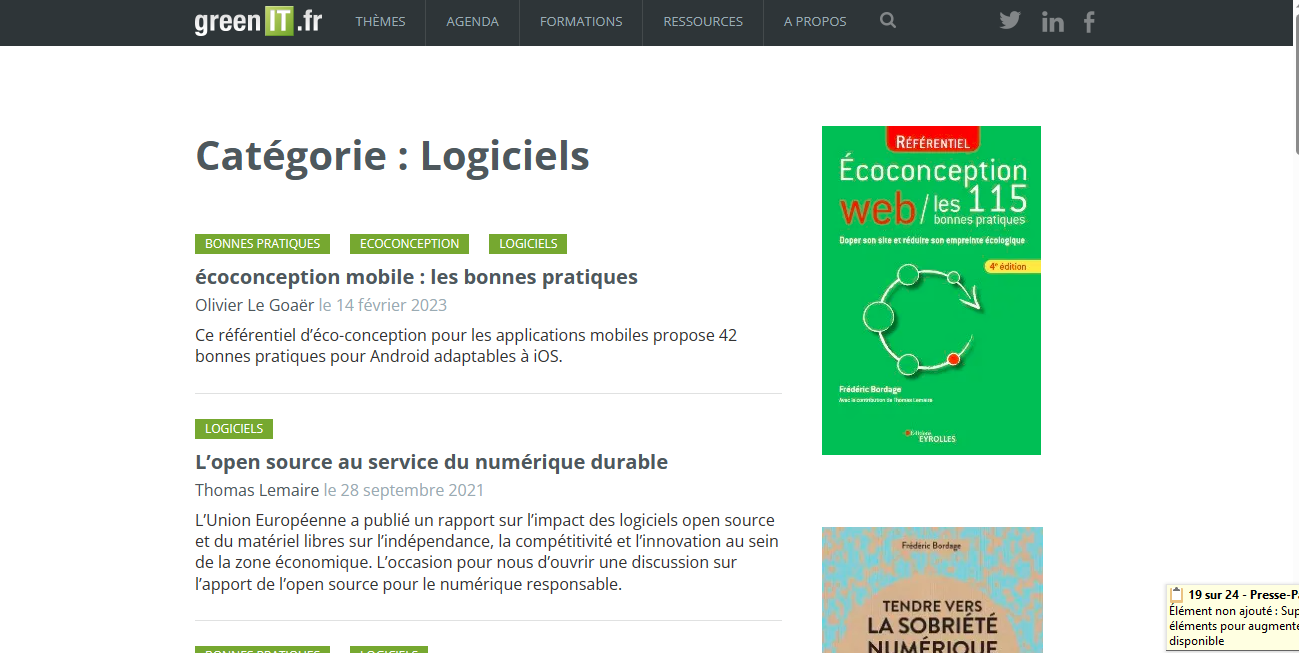 greenIT.fr
THÈMES
AGENDA
FORMATIONS
RESSOURCES
A PROPOS
Catégorie : Logiciels
BONNES PRATIQUES
ECOCONCEPTION
LOGICIELS
écoconception mobile : les bonnes pratiques
Olivier Le Goaër le 14 février 2023
Ce référentiel d’éco-conception pour les applications mobiles propose 42
bonnes pratiques pour Android adaptables à iOS.
LOGICIELS
L’open source au service du numérique durable
Thomas Lemaire le 28 septembre 2021
L’Union Européenne a publié un rapport sur l’impact des logiciels open source
et du matériel libres sur l’indépendance, la compétitivité et l’innovation au sein
de la zone économique. L’occasion pour nous d’ouvrir une discussion sur
l’apport de l’open source pour le numérique responsable.
BONNES PRATIQUES
LOGICIELS
RÉFÉRENTIEL
Écoconception
web / les 115
bonnes pratiques
Doper son site et réduire son empreinte écologique
4e édition
Frédéric Bordage
Avec la contribution de Thomas Lemaire
Éditions
EYROLLES
Frédéric Bordage
TENDRE VERS
LA SOBRIÉTÉ
NUMÉRIQUE
19 sur 24 - Presse-P
Élément non ajouté : Sup
éléments pour augmente
disponible